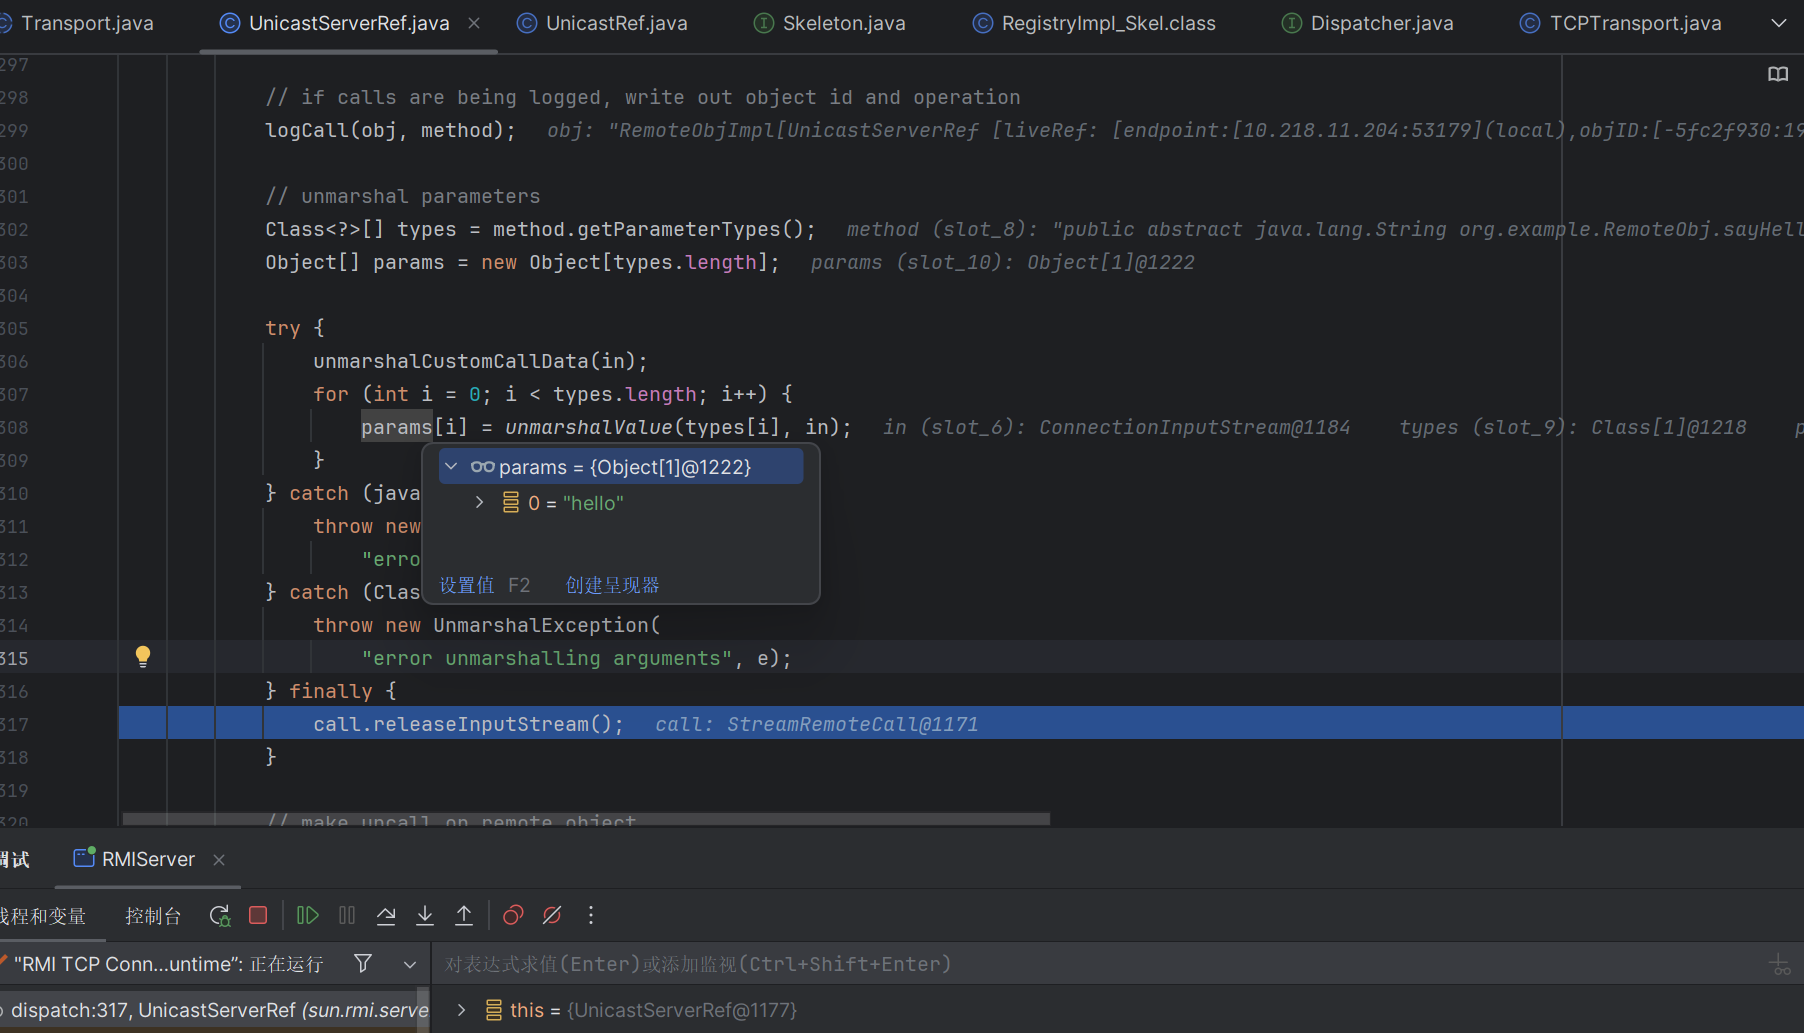 Transport.java UnicastServerRef.java UnicastRef.java Skeleton.java RegistryImpl_Skel.class Dispatcher.java TCPTransport.java
297
298 // if calls are being logged, write out object id and operation
299 logCall(obj, method); obj: "RemoteObjImpl[UnicastServerRef [liveRef: [endpoint:[10.218.11.204:53179](local),objID:[-5fc2f930:19
300
301 // unmarshal parameters
302 Class<?>[] types = method.getParameterTypes(); method (slot_8): "public abstract java.lang.String org.example.RemoteObj.sayHell
303 Object[] params = new Object[types.length]; params (slot_10): Object[1]@1222
304
305 try {
306 unmarshalCustomCallData(in);
307 for (int i = 0; i < types.length; i++) {
308 params[i] = unmarshalValue(types[i], in); in (slot_6): ConnectionInputStream@1184 types (slot_9): Class[1]@1218 p
309 }
params = {Object[1]@1222}
310 } catch (java
0 = "hello"
311 throw new
312 "erro
设置值 F2 创建呈现器
313 } catch (Clas
314 throw new UnmarshalException(
315 "error unmarshalling arguments", e);
316 } finally {
317 call.releaseInputStream(); call: StreamRemoteCall@1171
318 }
319
320 // make upcall on remote object
调试 RMIServer
线程和变量 控制台
"RMI TCP Conn...untime": 正在运行 对表达式求值(Enter)或添加监视(Ctrl+Shift+Enter)
dispatch:317, UnicastServerRef (sun.rmi.serve this = {UnicastServerRef@1177}